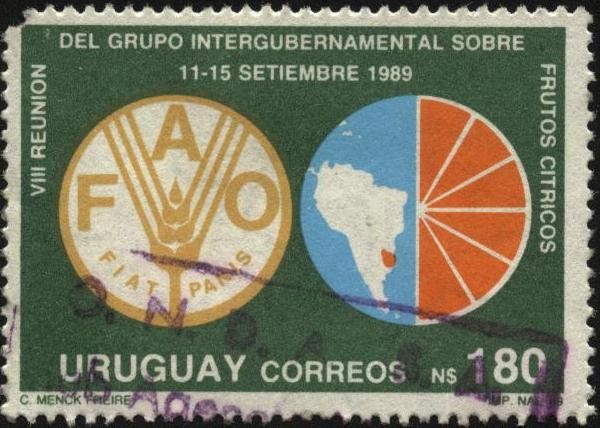 VIII REUNION
DEL GRUPO INTERGUBERNAMENTAL SOBRE
11-15 SETIEMBRE 1989
FRUTOS CITRICOS
FAO
FIAT PANIS
O. N. D. A.
URUGUAY CORREOS N$ 180
C. MENCK FREIRE
IMP. NAL.